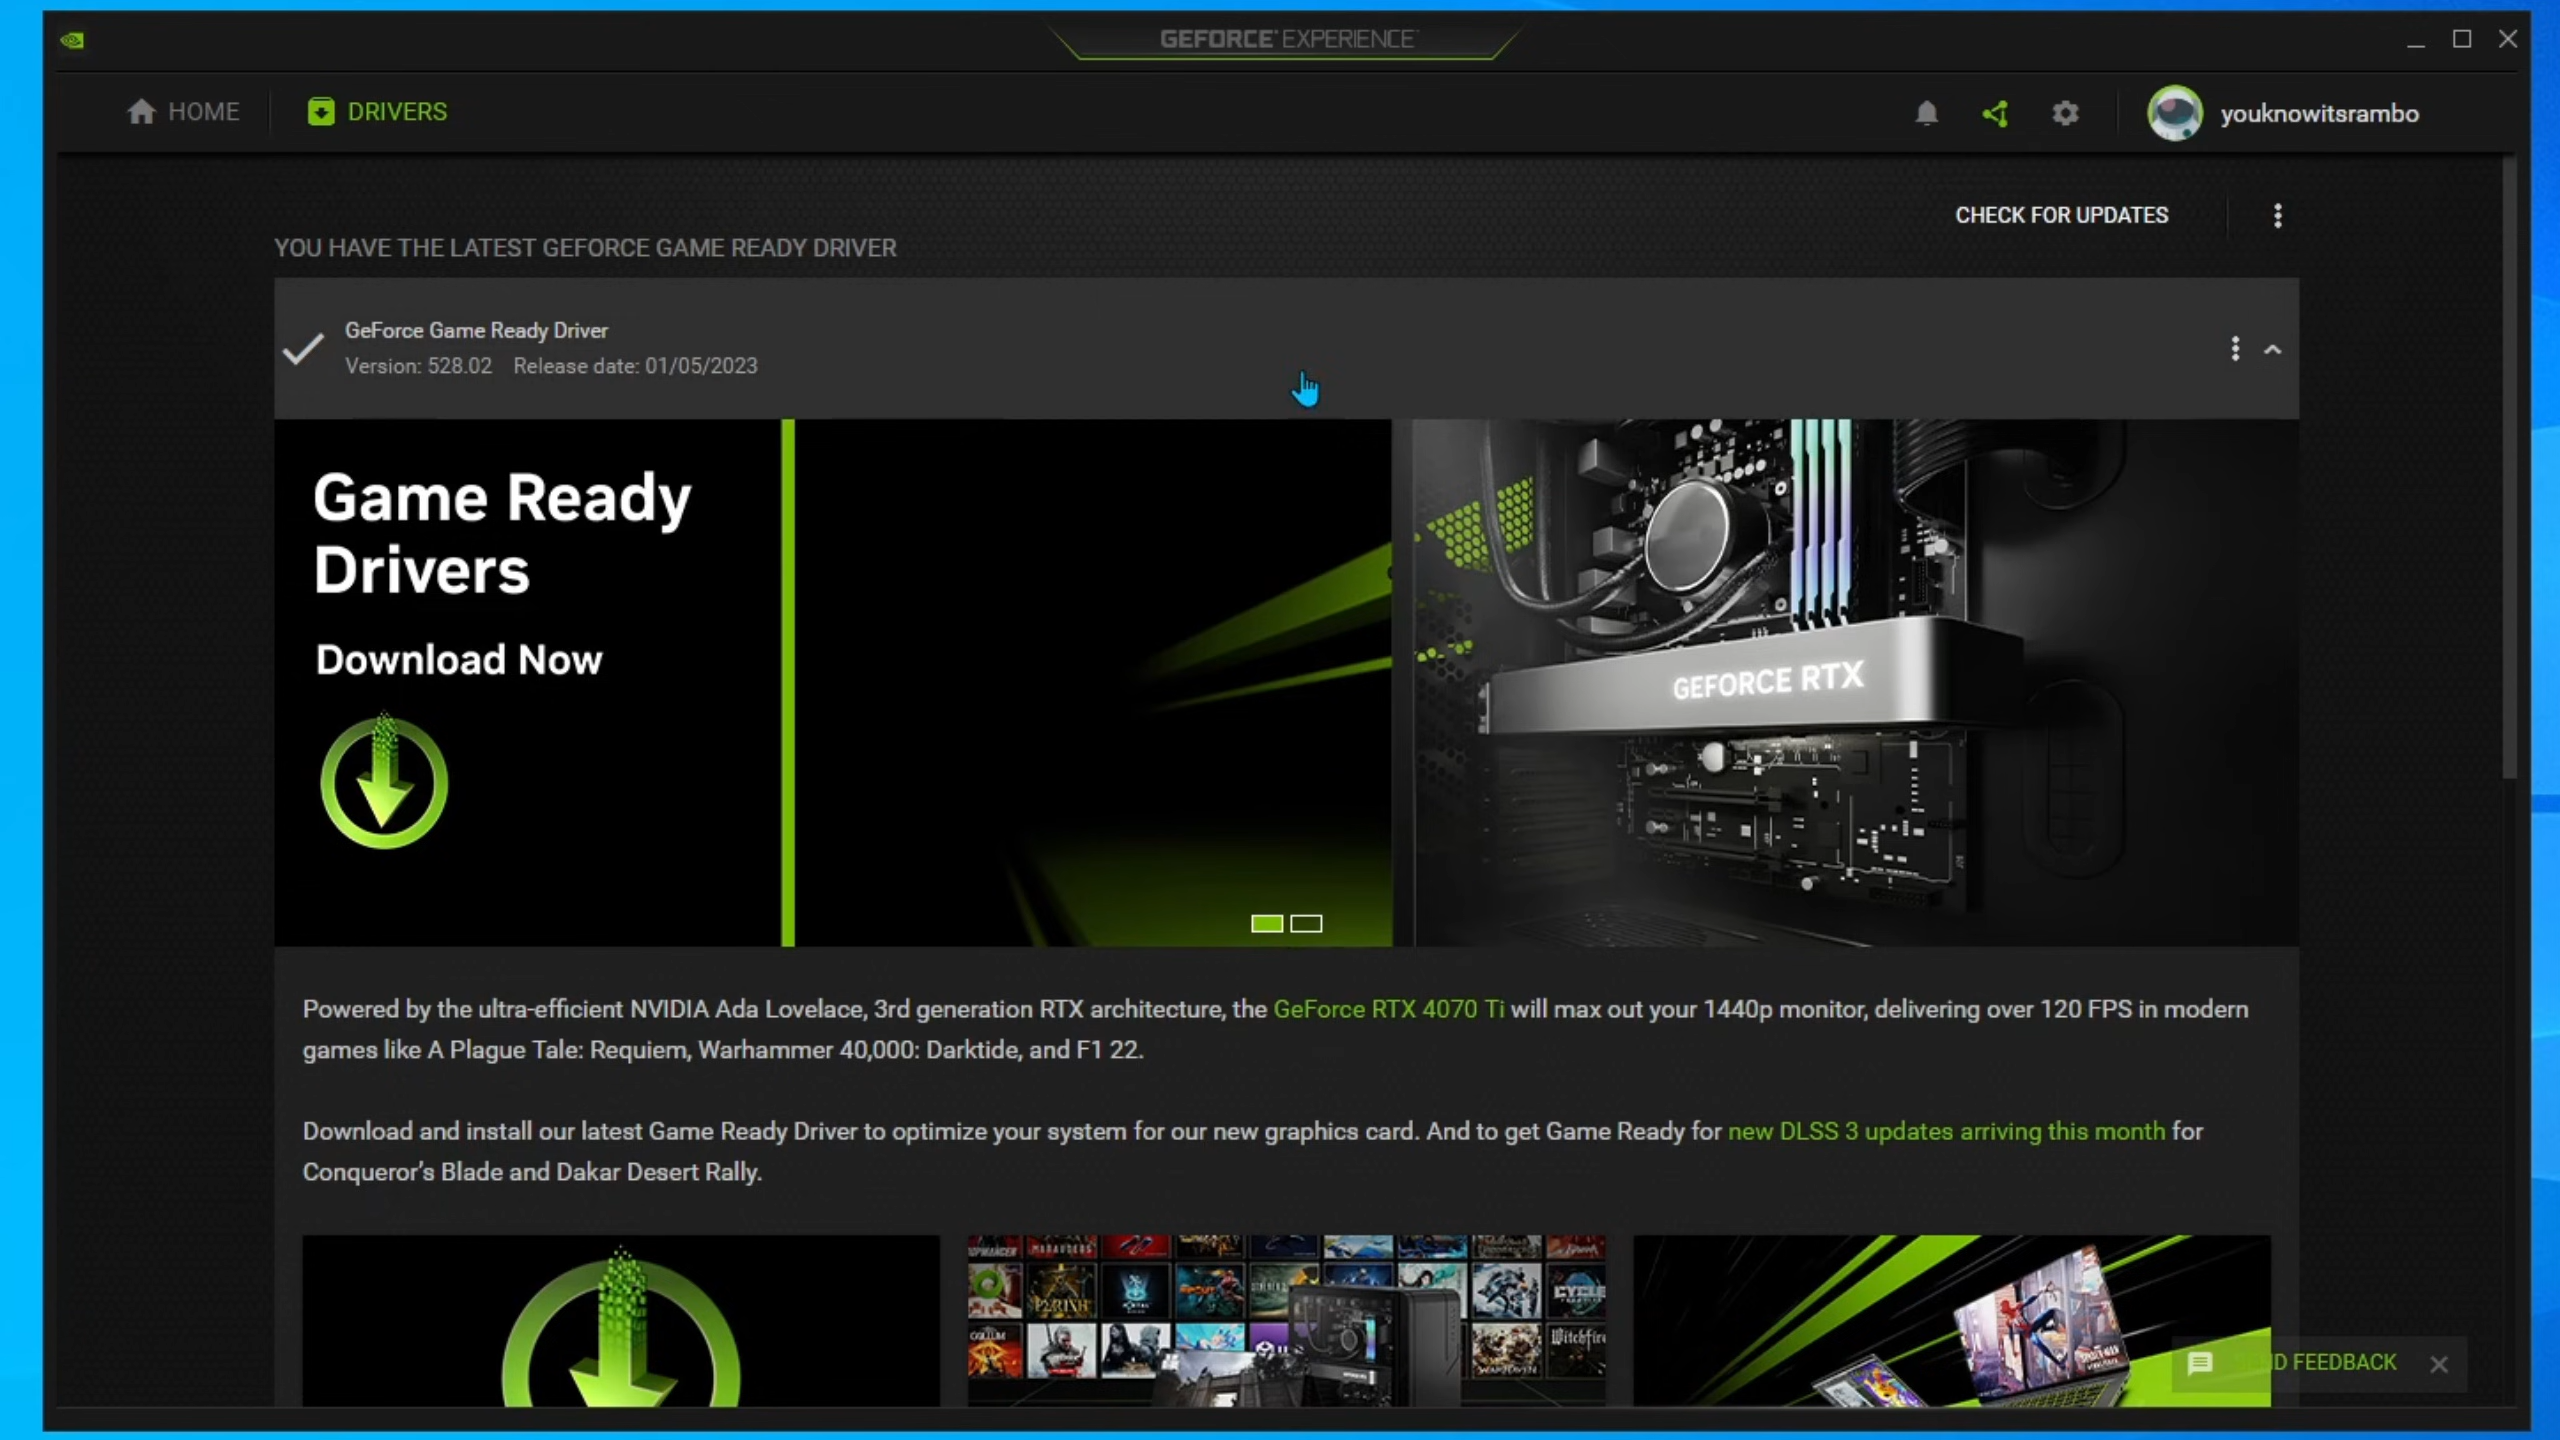 GEFORCE EXPERIENCE
HOME
DRIVERS
youknowitsrambo
CHECK FOR UPDATES
YOU HAVE THE LATEST GEFORCE GAME READY DRIVER
GeForce Game Ready Driver
Version: 528.02 Release date: 01/05/2023
Game Ready
Drivers
Download Now
GEFORCE RTX
Powered by the ultra-efficient NVIDIA Ada Lovelace, 3rd generation RTX architecture, the GeForce RTX 4070 Ti will max out your 1440p monitor, delivering over 120 FPS in modern
games like A Plague Tale: Requiem, Warhammer 40,000: Darktide, and F1 22.
Download and install our latest Game Ready Driver to optimize your system for our new graphics card. And to get Game Ready for new DLSS 3 updates arriving this month for
Conqueror's Blade and Dakar Desert Rally.
MARAUDERS
PERISH
CYCLE
Witchfire
FEEDBACK